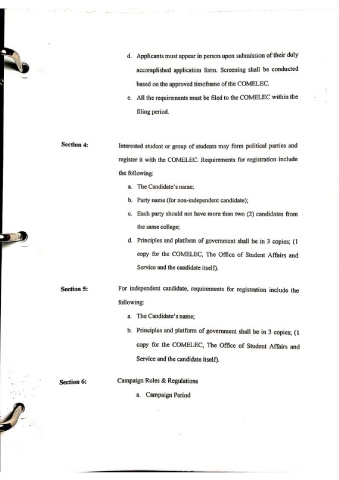 d. Applicants must appear in person upon submission of their duly
accomplished application form. Screening shall be conducted
based on the approved timeframe of the COMELEC.
e. All the requirements must be filed to the COMELEC within the
filing period.
Section 4: Interested student or group of students may form political parties and
register it with the COMELEC. Requirements for registration include
the following:
a. The Candidate's name;
b. Party name (for non-independent candidate);
c. Each party should not have more than two (2) candidates from
the same college;
d. Principles and platform of government shall be in 3 copies; (1
copy for the COMELEC, The Office of Student Affairs and
Service and the candidate itself).
Section 5: For independent candidate, requirements for registration include the
following:
a. The Candidate's name;
b. Principles and platform of government shall be in 3 copies; (1
copy for the COMELEC, The Office of Student Affairs and
Service and the candidate itself).
Section 6: Campaign Rules & Regulations
a. Campaign Period